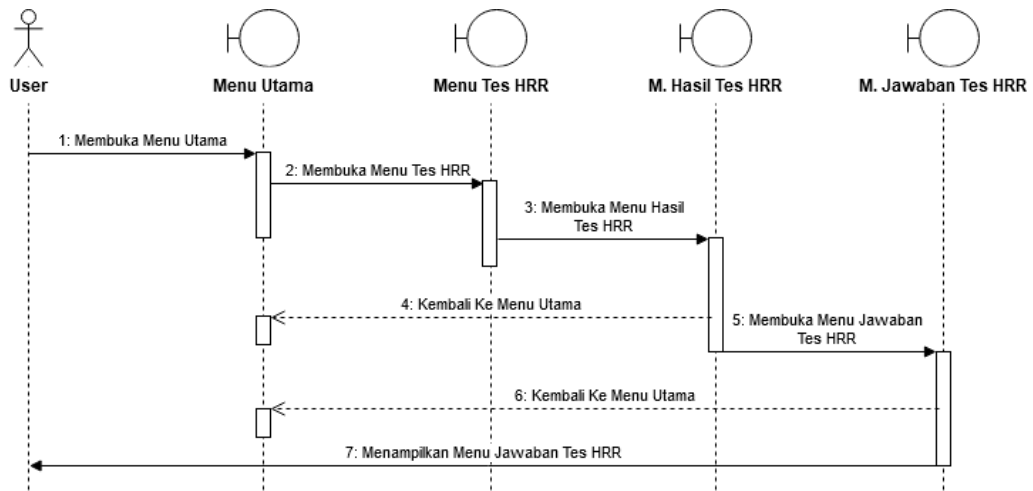 User
Menu Utama
Menu Tes HRR
M. Hasil Tes HRR
M. Jawaban Tes HRR
1: Membuka Menu Utama
2: Membuka Menu Tes HRR
3: Membuka Menu Hasil
Tes HRR
4: Kembali Ke Menu Utama
5: Membuka Menu Jawaban
Tes HRR
6: Kembali Ke Menu Utama
7: Menampilkan Menu Jawaban Tes HRR